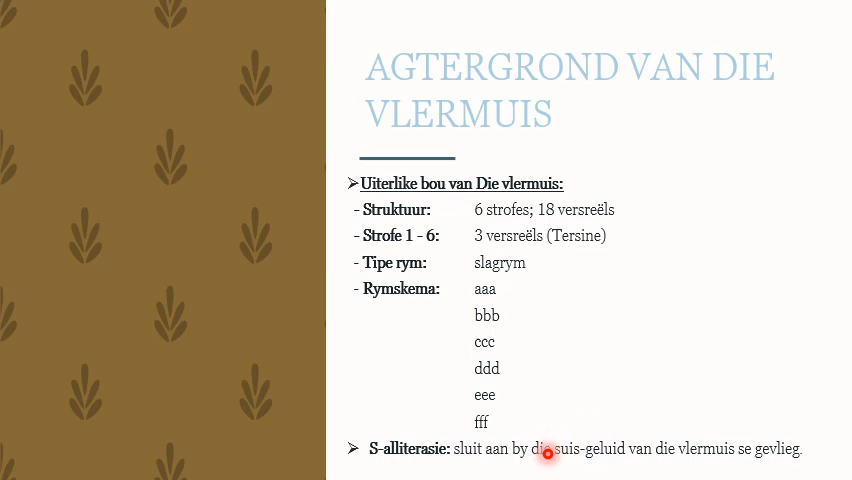 AGTERGROND VAN DIE
VLERMUIS
➢Uiterlike bou van Die vlermuis:
- Struktuur: 6 strofes; 18 versreëls
- Strofe 1 - 6: 3 versreëls (Tersine)
- Tipe rym: slagrym
- Rymskema: aaa
bbb
ccc
ddd
eee
fff
➢ S-alliterasie: sluit aan by die suis-geluid van die vlermuis se gevlieg.